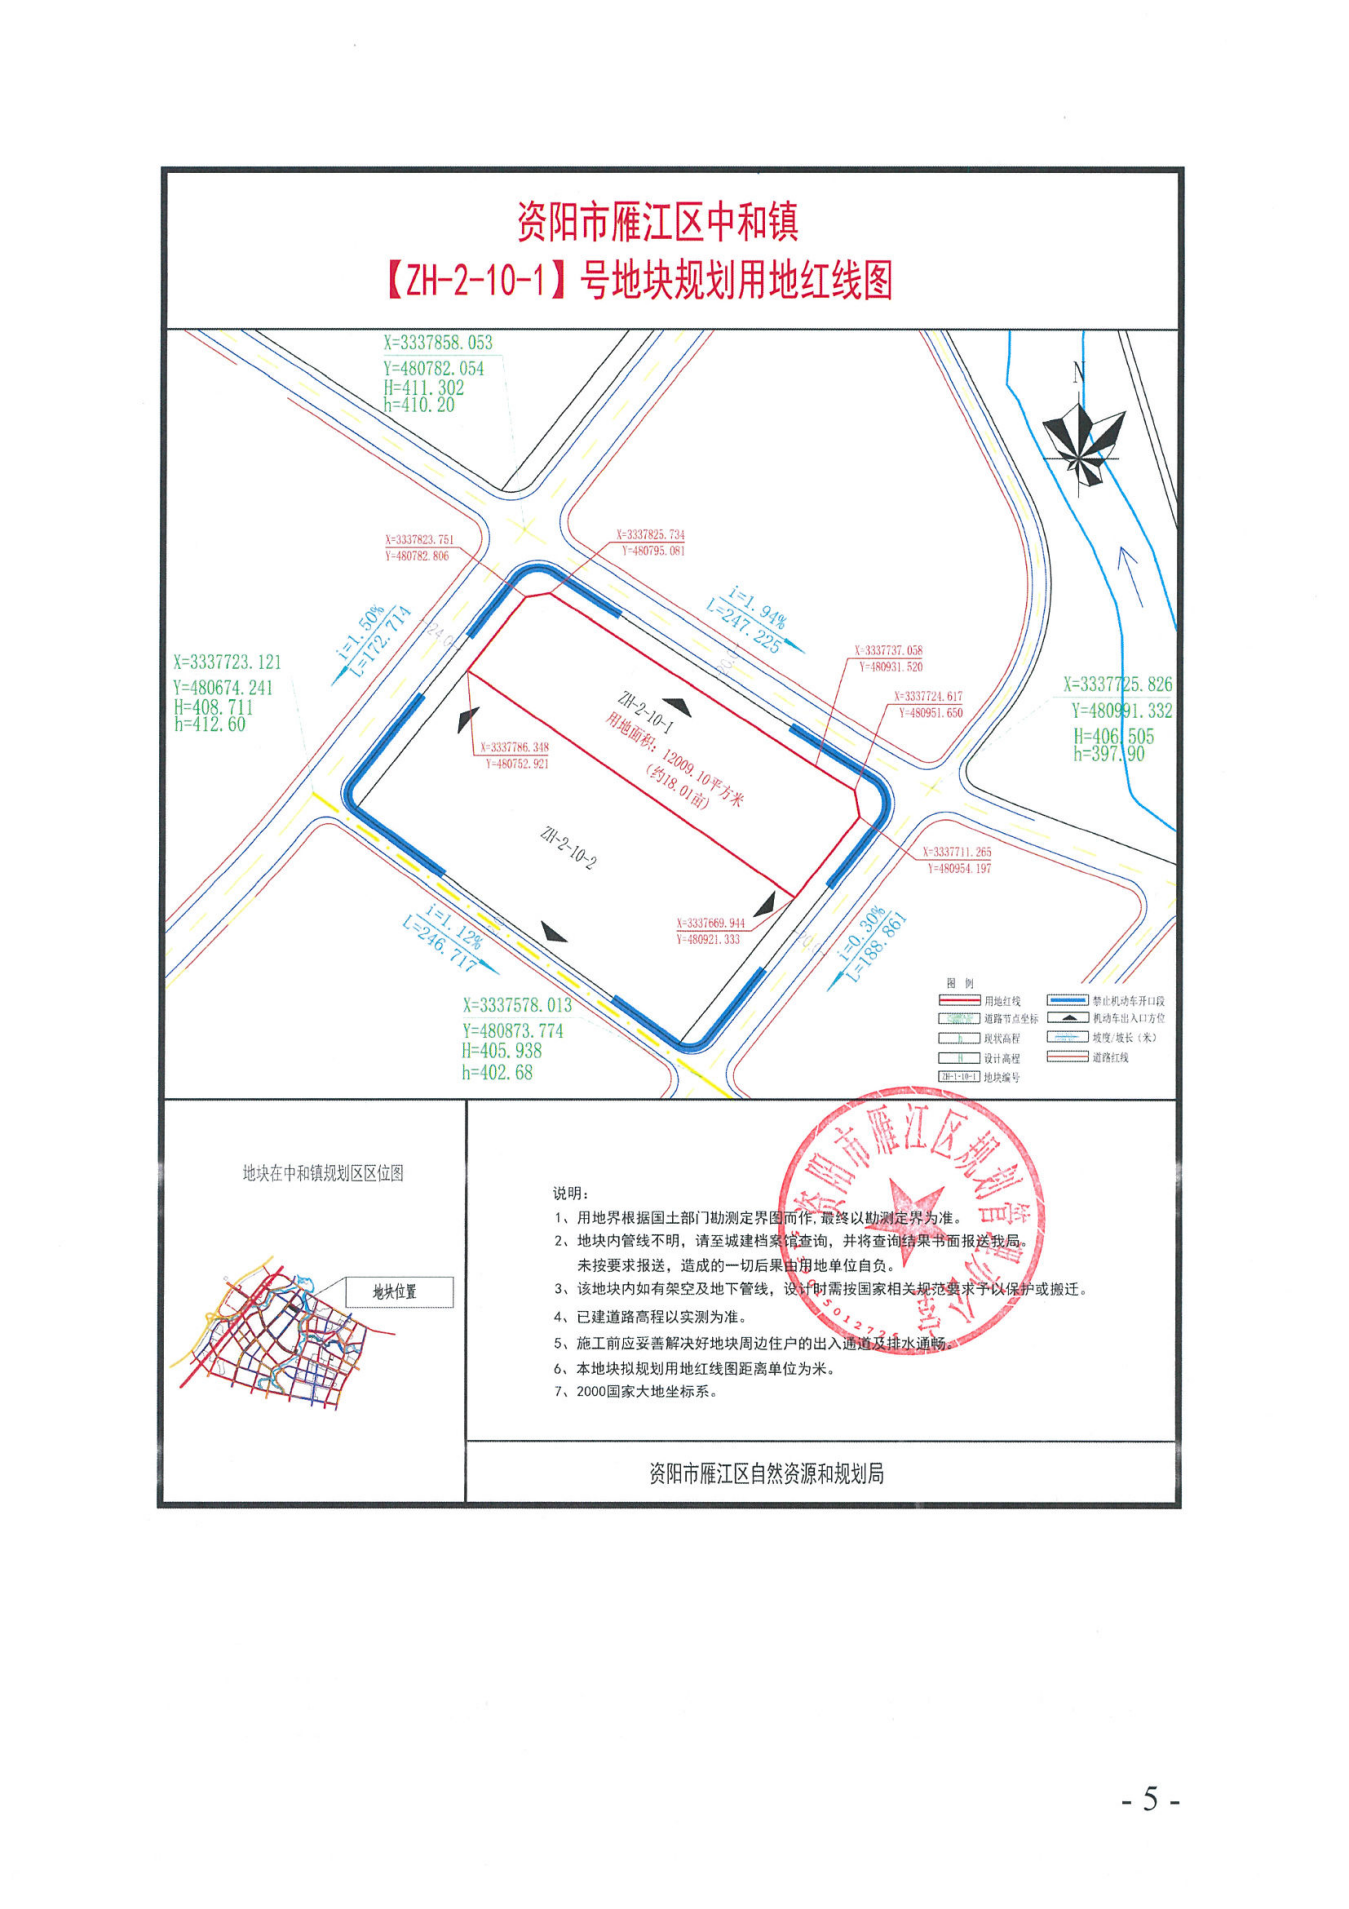 资阳市雁江区中和镇
【ZH-2-10-1】号地块规划用地红线图
X=3337858.053
Y=480782.054
H=411.302
h=410.20
N
X=3337823.751
Y=480782.806
X=3337825.734
Y=480795.081
i=1.50%
L=172.714
i=1.94%
L=247.225
X=3337723.121
Y=480674.241
H=408.711
h=412.60
X=3337737.058
Y=480931.520
X=3337724.617
Y=480951.650
X=3337725.826
Y=480991.332
H=406.505
h=397.90
ZH-2-10-1
用地面积：12009.10平方米
（约18.01亩）
X=3337786.348
Y=480752.921
ZH-2-10-2
X=3337711.265
Y=480954.197
X=3337669.944
Y=480921.333
i=1.12%
L=246.717
i=0.30%
L=188.861
X=3337578.013
Y=480873.774
H=405.938
h=402.68
图 例
用地红线
禁止机动车开口段
道路节点坐标
机动车出入口方位
h
现状高程
坡度/坡长（米）
H
设计高程
道路红线
ZH-1-10-1
地块编号
地块在中和镇规划区区位图
地块位置
说明：
1、用地界根据国土部门勘测定界图而作，最终以勘测定界为准。
2、地块内管线不明，请至城建档案馆查询，并将查询结果书面报送我局。
未按要求报送，造成的一切后果由用地单位自负。
3、该地块内如有架空及地下管线，设计时需按国家相关规范要求予以保护或搬迁。
4、已建道路高程以实测为准。
5、施工前应妥善解决好地块周边住户的出入通道及排水通畅。
6、本地块拟规划用地红线图距离单位为米。
7、2000国家大地坐标系。
资阳市雁江区规划管理
资阳市雁江区自然资源和规划局
- 5 -